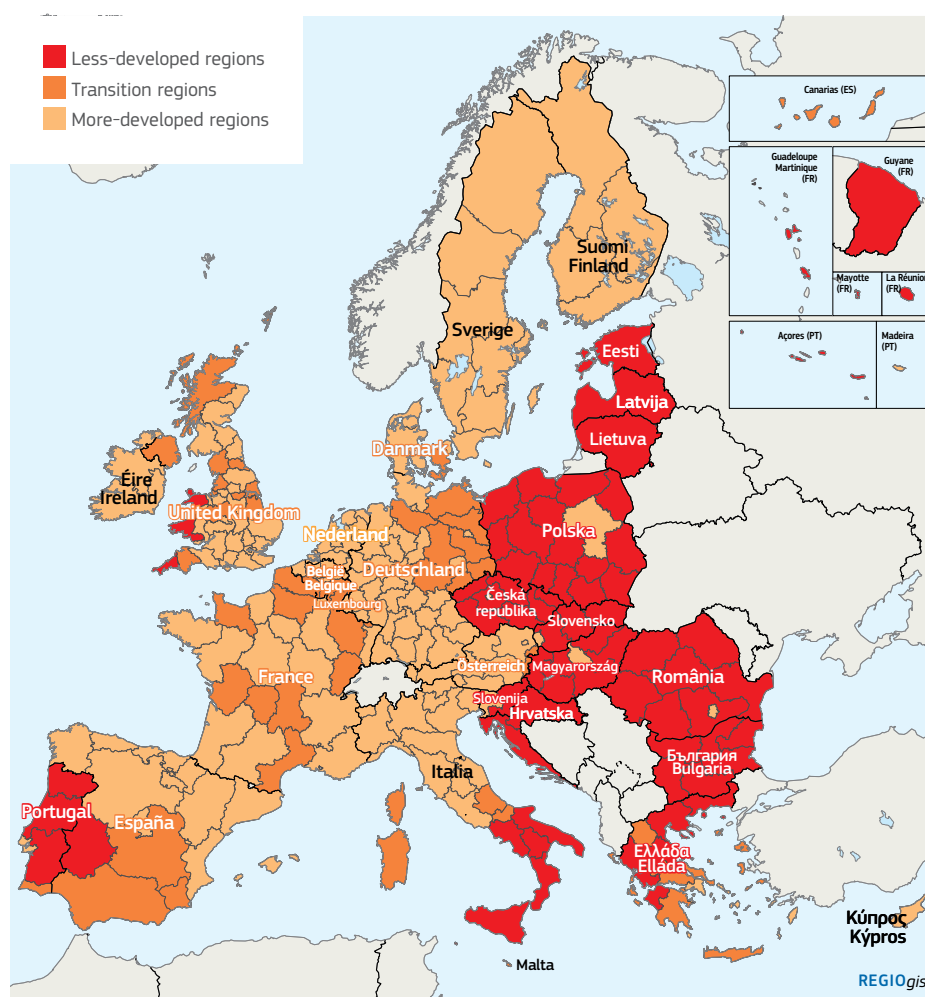 Less-developed regions
Transition regions
More-developed regions
Canarias (ES)
Guadeloupe
Martinique
(FR)
Guyane
(FR)
Mayotte
(FR)
La Réunion
(FR)
Açores (PT)
Madeira
(PT)
Suomi
Finland
Sverige
Eesti
Latvija
Lietuva
Danmark
Éire
Ireland
United Kingdom
Nederland
Polska
België
Belgique
Deutschland
Luxembourg
Česká
republika
Slovensko
Österreich
Magyarország
France
România
Slovenija
Hrvatska
Italia
България
Bulgaria
Portugal
España
Ελλάδα
Elláda
Κύπρος
Kýpros
Malta
REGIOgis